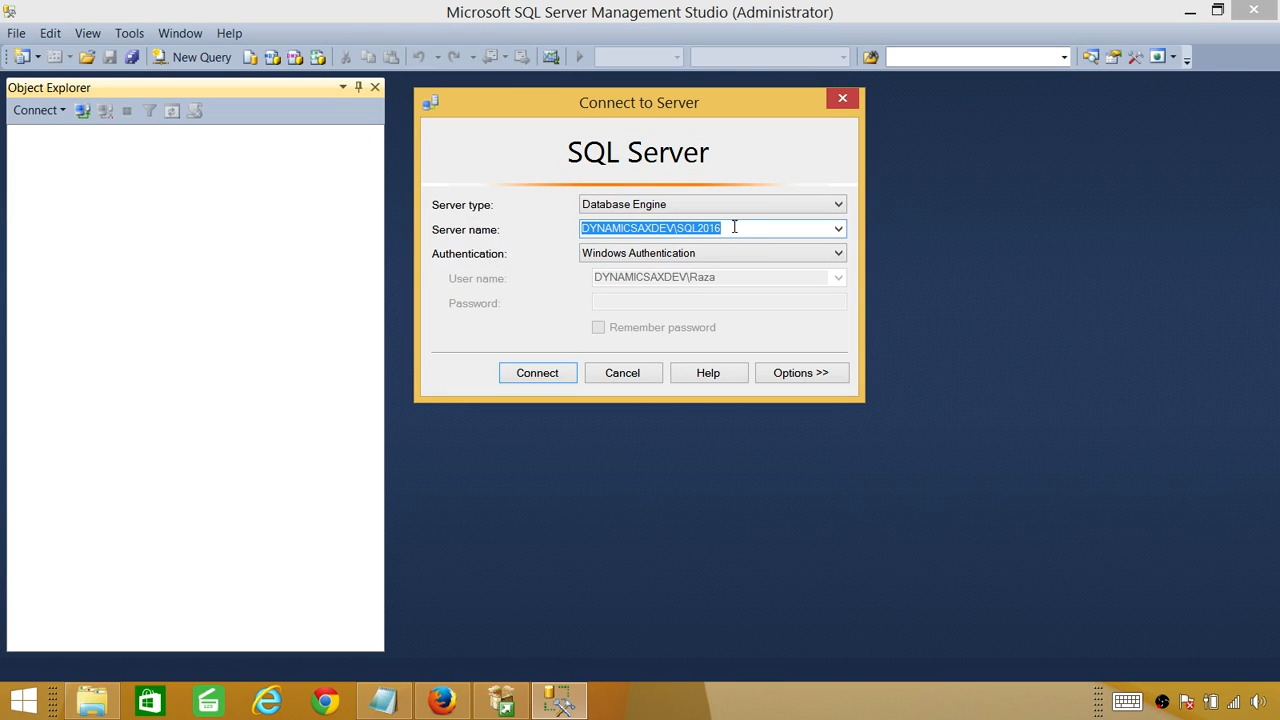 Microsoft SQL Server Management Studio (Administrator)
File Edit View Tools Window Help
New Query
Object Explorer
Connect
Connect to Server
SQL Server
Server type: Database Engine
Server name: DYNAMICSAXDEV\SQL2016
Authentication: Windows Authentication
User name: DYNAMICSAXDEV\Raza
Password:
Remember password
Connect Cancel Help Options >>